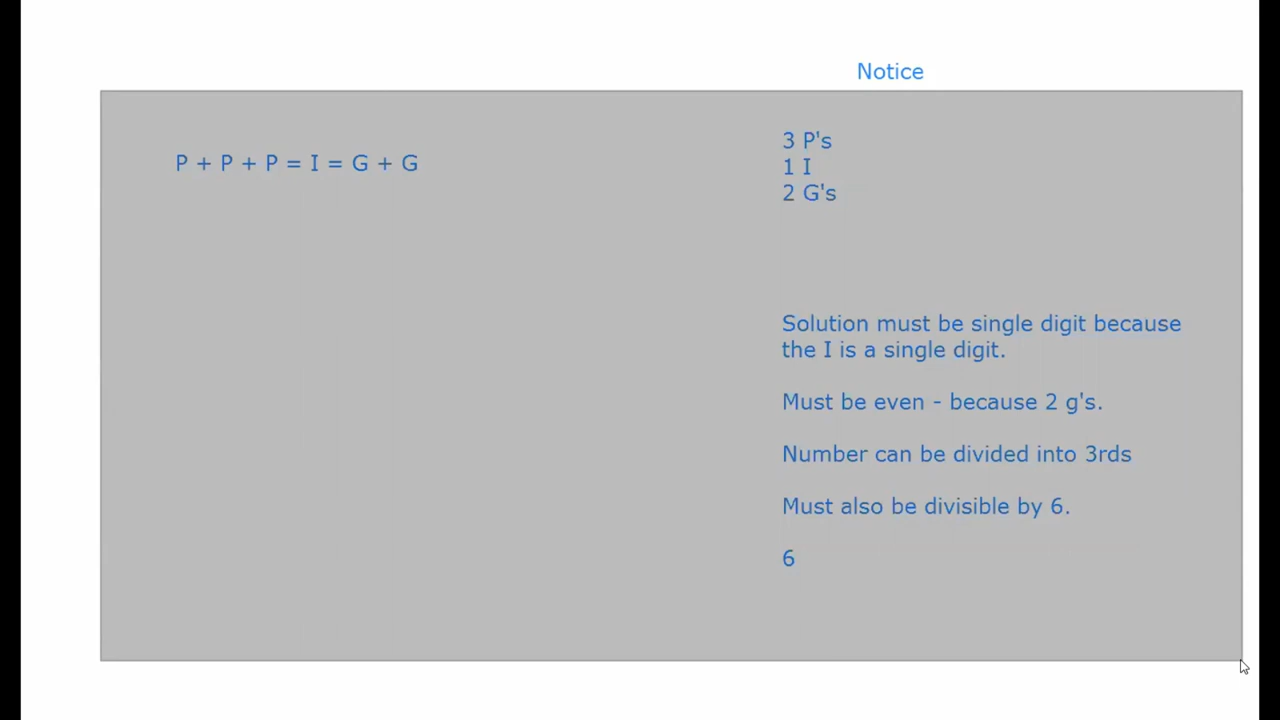 Notice
P + P + P = I = G + G
3 P's
1 I
2 G's
Solution must be single digit because
the I is a single digit.
Must be even - because 2 g's.
Number can be divided into 3rds
Must also be divisible by 6.
6